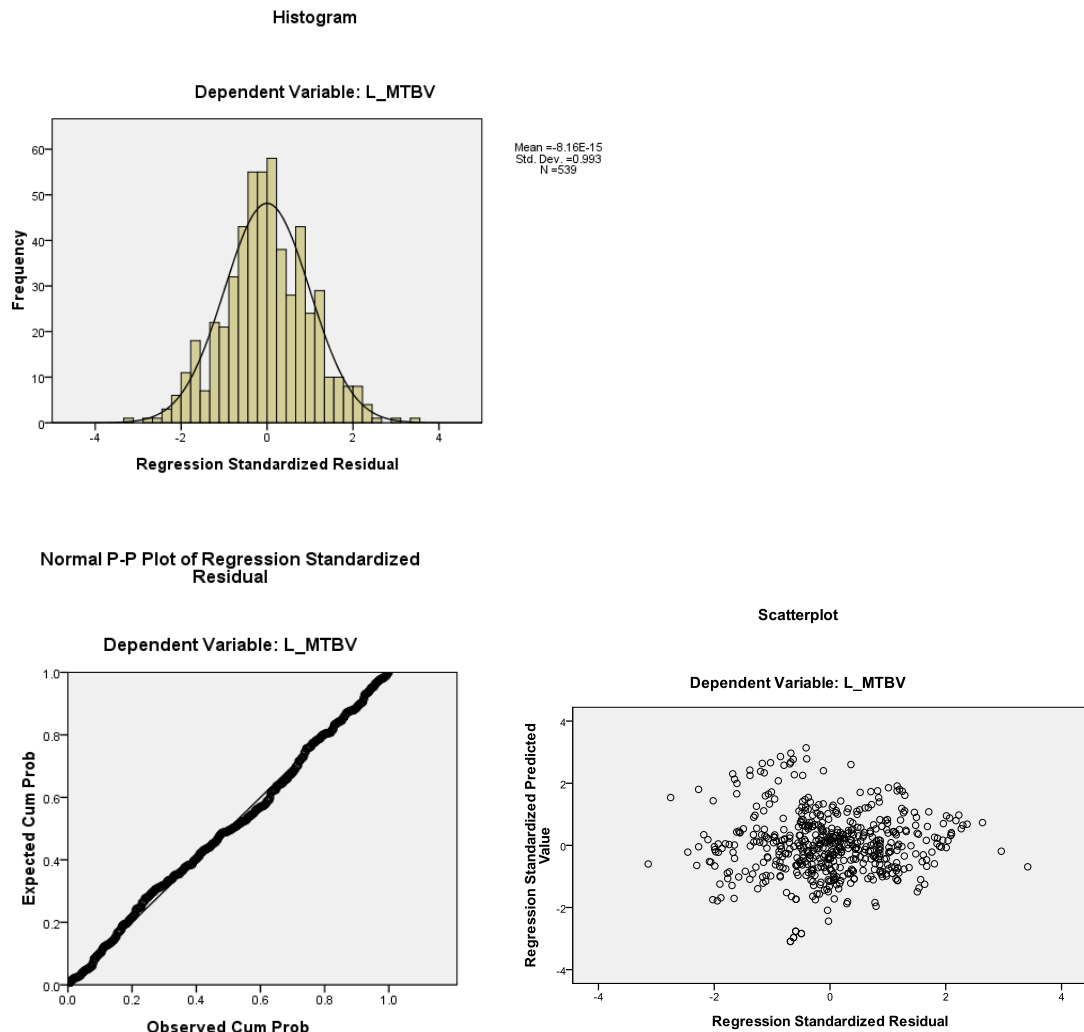 Histogram
Dependent Variable: L_MTBV
Mean =-8.16E-15
Std. Dev. =0.993
N =539
60
50
40
30
20
10
0
Frequency
-4 -2 0 2 4
Regression Standardized Residual
Normal P-P Plot of Regression Standardized
Residual
Dependent Variable: L_MTBV
1.0
0.8
0.6
0.4
0.2
0.0
Expected Cum Prob
0.0 0.2 0.4 0.6 0.8 1.0
Observed Cum Prob
Scatterplot
Dependent Variable: L_MTBV
4
2
0
-2
-4
Regression Standardized Predicted
Value
-4 -2 0 2
Regression Standardized Residual